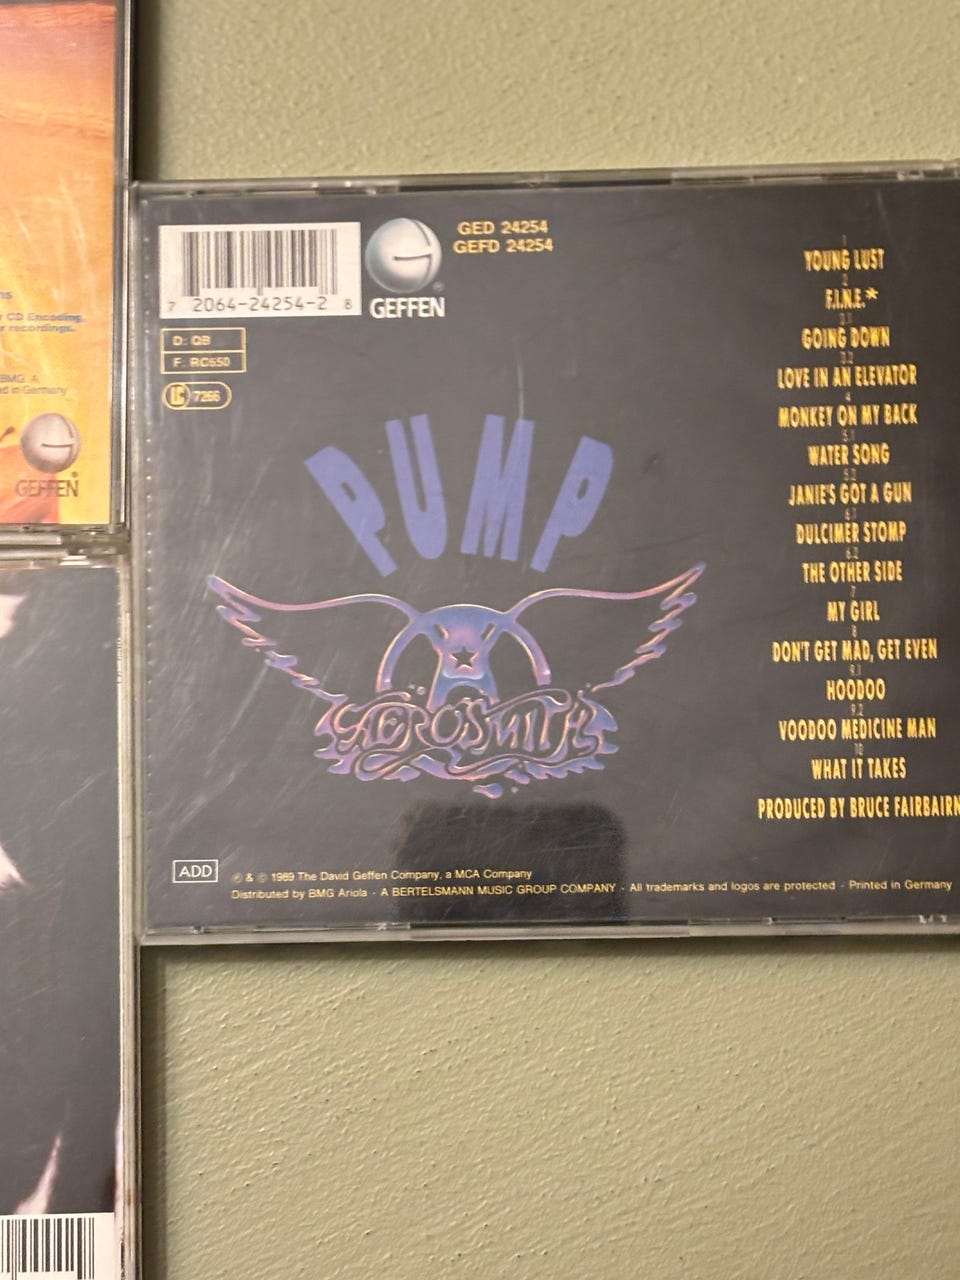 r CD Encoding.
r recordings.
BMG A
d in Germany
GEFFEN
7 2064-24254-2 8
GEFFEN
GED 24254
GEFD 24254
D: QB
F: RC650
LC 7266
PUMP
AEROSMITH
1
YOUNG LUST
2
F.I.N.E.*
3.1
GOING DOWN
3.2
LOVE IN AN ELEVATOR
4
MONKEY ON MY BACK
5.1
WATER SONG
5.2
JANIE'S GOT A GUN
6.1
DULCIMER STOMP
6.2
THE OTHER SIDE
7
MY GIRL
8
DON'T GET MAD, GET EVEN
9.1
HOODOO
9.2
VOODOO MEDICINE MAN
10
WHAT IT TAKES
PRODUCED BY BRUCE FAIRBAIRN
ADD
℗ & © 1989 The David Geffen Company, a MCA Company
Distributed by BMG Ariola · A BERTELSMANN MUSIC GROUP COMPANY · All trademarks and logos are protected · Printed in Germany